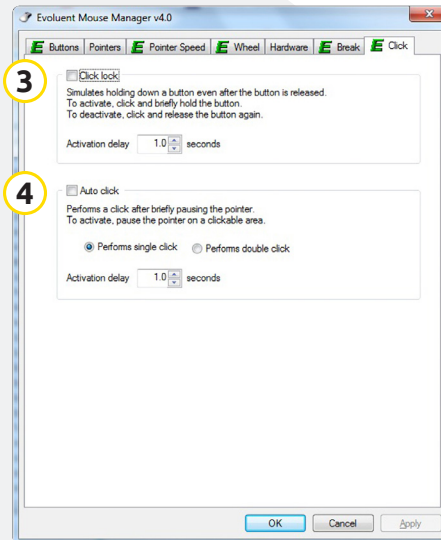 Evoluent Mouse Manager v4.0
Buttons Pointers Pointer Speed Wheel Hardware Break Click
3
Click lock
Simulates holding down a button even after the button is released.
To activate, click and briefly hold the button.
To deactivate, click and release the button again.
Activation delay 1.0 seconds
4
Auto click
Performs a click after briefly pausing the pointer.
To activate, pause the pointer on a clickable area.
Performs single click Performs double click
Activation delay 1.0 seconds
OK Cancel Apply